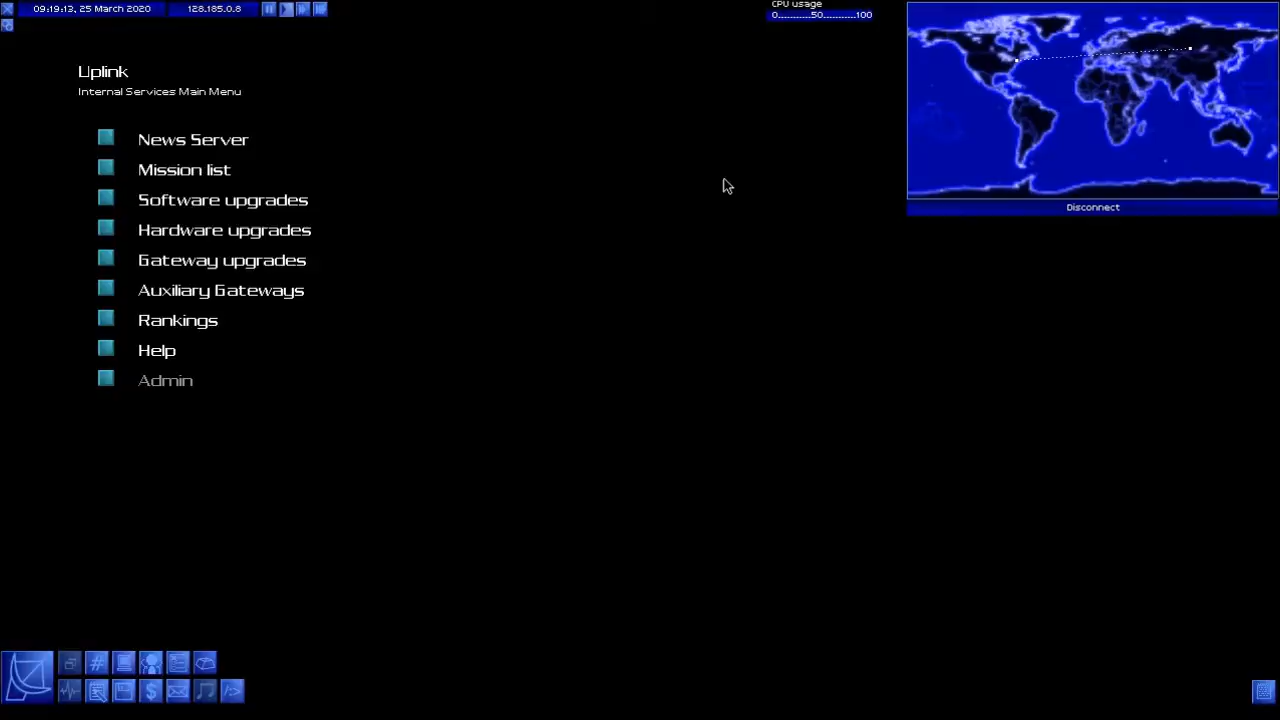 09:19:13, 25 March 2020 128.185.0.8
CPU usage
0...........50...........100
Uplink
Internal Services Main Menu
News Server
Mission list
Software upgrades
Hardware upgrades
Gateway upgrades
Auxiliary Gateways
Rankings
Help
Admin
Disconnect